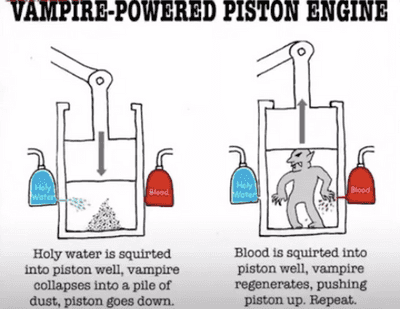 VAMPIRE-POWERED PISTON ENGINE
Holy
Water
Blood
Holy
Water
Blood
Holy water is squirted
into piston well, vampire
collapses into a pile of
dust, piston goes down.
Blood is squirted into
piston well, vampire
regenerates, pushing
piston up. Repeat.